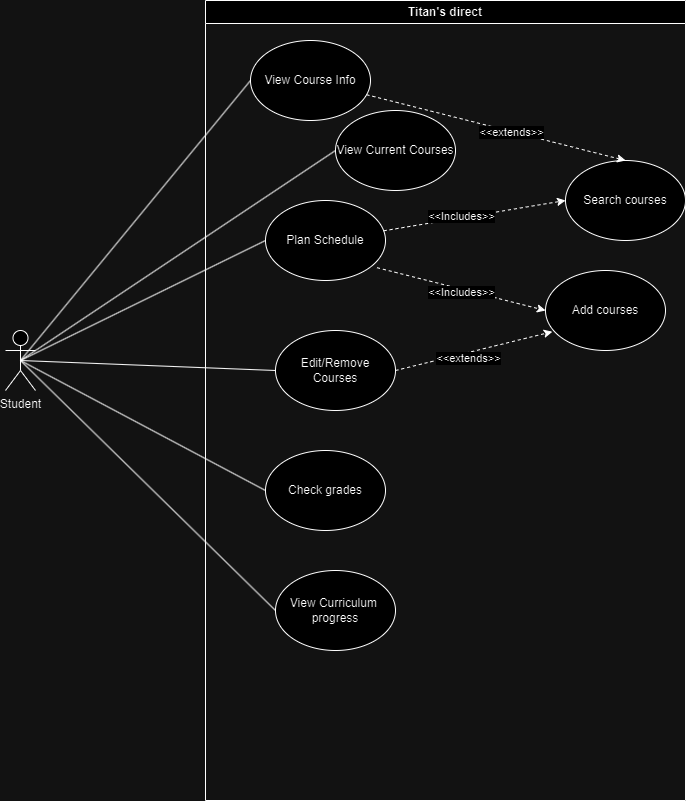 Titan's direct
View Course Info
<<extends>>
View Current Courses
Search courses
<<Includes>>
Plan Schedule
<<Includes>>
Add courses
<<extends>>
Edit/Remove
Courses
Student
Check grades
View Curriculum
progress